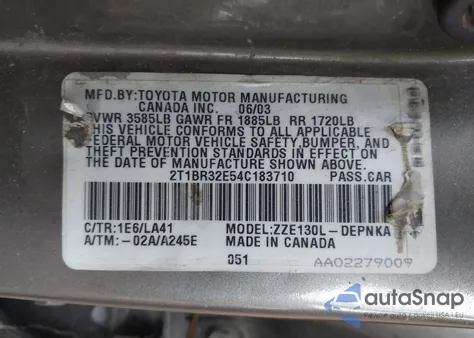 MFD.BY:TOYOTA MOTOR MANUFACTURING
CANADA INC. 06/03
GVWR 3585LB GAWR FR 1885LB RR 1720LB
THIS VEHICLE CONFORMS TO ALL APPLICABLE
FEDERAL MOTOR VEHICLE SAFETY,BUMPER, AND
THEFT PREVENTION STANDARDS IN EFFECT ON
THE DATE OF MANUFACTURE SHOWN ABOVE.
2T1BR32E54C183710 PASS.CAR
C/TR:1E6/LA41 MODEL:ZZE130L-DEPNKA
A/TM:-02A/A245E MADE IN CANADA
051 AA02279009
autoSnap